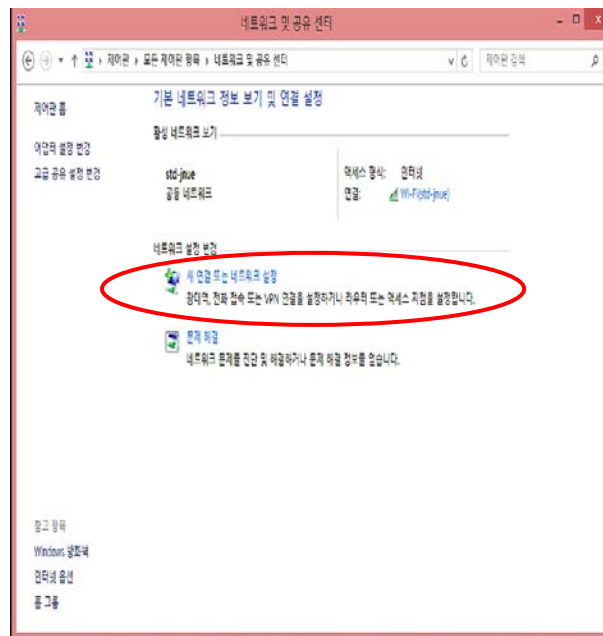 네트워크 및 공유 센터
제어판 › 모든 제어판 항목 › 네트워크 및 공유 센터
제어판 검색
제어판 홈
어댑터 설정 변경
고급 공유 설정 변경
기본 네트워크 정보 보기 및 연결 설정
활성 네트워크 보기
std-jnue
공용 네트워크
액세스 형식: 인터넷
연결: Wi-Fi(std-jnue)
네트워크 설정 변경
새 연결 또는 네트워크 설정
광대역, 전화 접속 또는 VPN 연결을 설정하거나 라우터 또는 액세스 지점을 설정합니다.
문제 해결
네트워크 문제를 진단 및 해결하거나 문제 해결 정보를 얻습니다.
참고 항목
Windows 방화벽
인터넷 옵션
홈 그룹